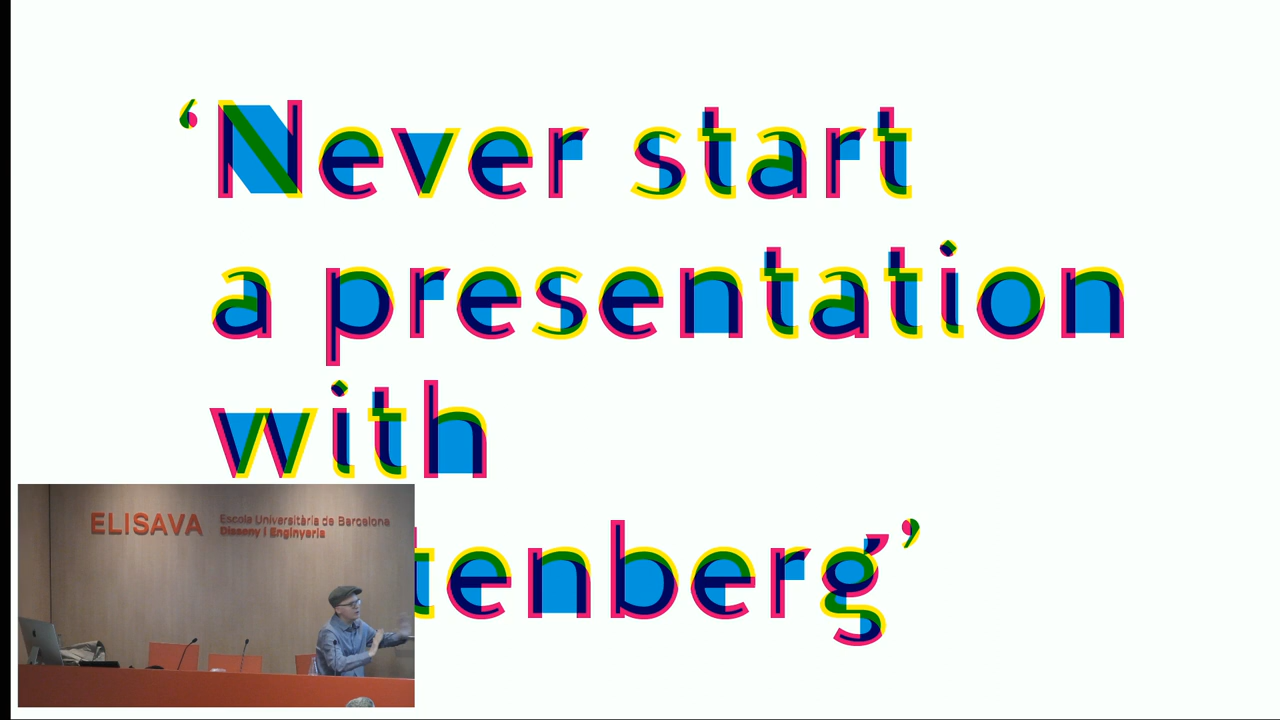 ‘Never start
a presentation
with
tenberg’
ELISAVA
Escola Universitària de Barcelona
Disseny i Enginyeria